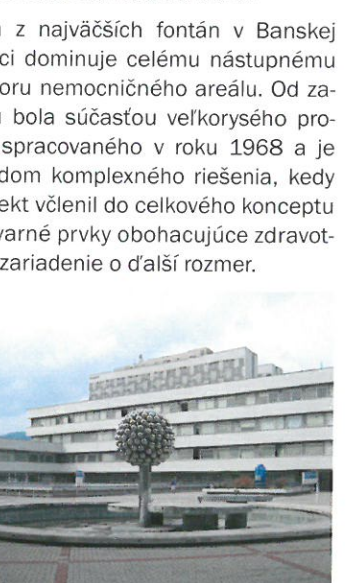 z najväčších fontán v Banskej
ci dominuje celému nástupnému
oru nemocničného areálu. Od za-
bola súčasťou veľkorysého pro-
spracovaného v roku 1968 a je
dom komplexného riešenia, kedy
ekt včlenil do celkového konceptu
varné prvky obohacujúce zdravot-
zariadenie o ďalší rozmer.